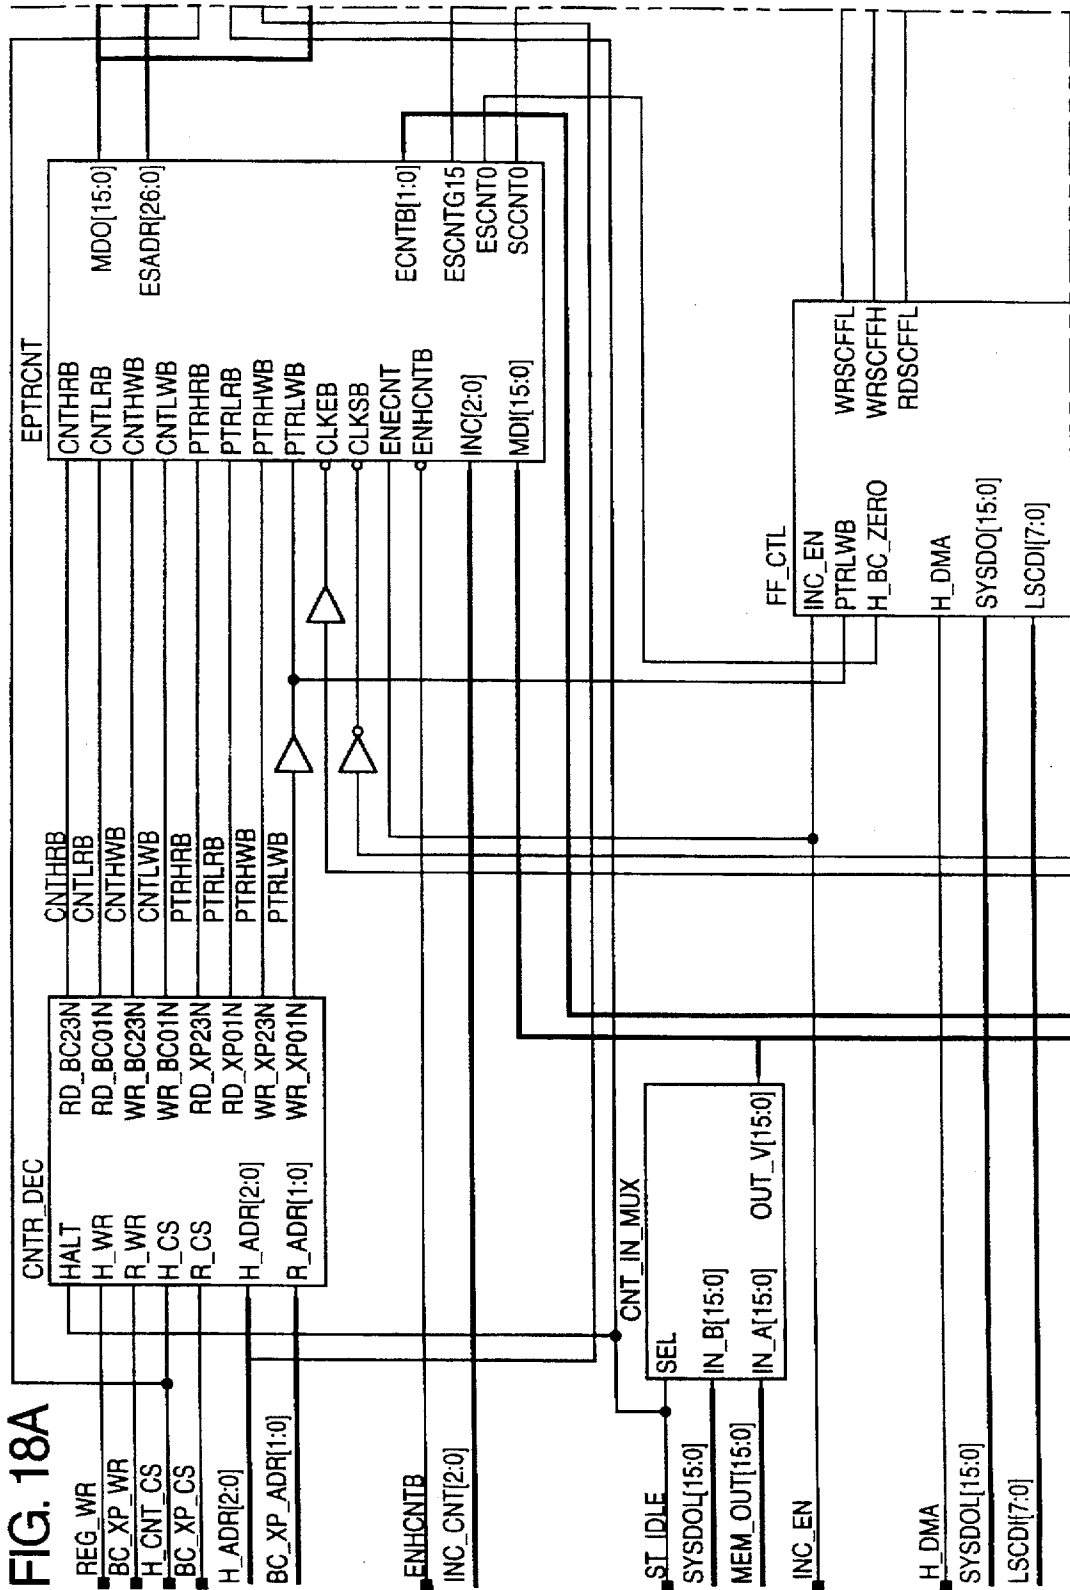 FIG. 18A
REG_WR
BC_XP_WR
H_CNT_CS
BC_XP_CS
H_ADR[2:0]
BC_XP_ADR[1:0]
ENHCNTB
INC_CNT[2:0]
ST_IDLE
SYSDOL[15:0]
MEM_OUT[15:0]
INC_EN
H_DMA
SYSDOL[15:0]
LSCDI[7:0]
CNTR_DEC
HALT
H_WR
R_WR
H_CS
R_CS
H_ADR[2:0]
R_ADR[1:0]
RD_BC23N
RD_BC01N
WR_BC23N
WR_BC01N
RD_XP23N
RD_XP01N
WR_XP23N
WR_XP01N
CNTHRB
CNTLRB
CNTHWB
CNTLWB
PTRHRB
PTRLRB
PTRHWB
PTRLWB
CNT_IN_MUX
SEL
IN_B[15:0]
IN_A[15:0]
OUT_V[15:0]
EPTRCNT
CNTHRB
CNTLRB
CNTHWB
CNTLWB
PTRHRB
PTRLRB
PTRHWB
PTRLWB
CLKEB
CLKSB
ENECNT
ENHCNTB
INC[2:0]
MDI[15:0]
MDO[15:0]
ESADR[26:0]
ECNTB[1:0]
ESCNTG15
ESCNT0
SCCNT0
FF_CTL
INC_EN
PTRLWB
H_BC_ZERO
H_DMA
SYSDO[15:0]
LSCDI[7:0]
WRSCFFL
WRSCFFH
RDSCFFL